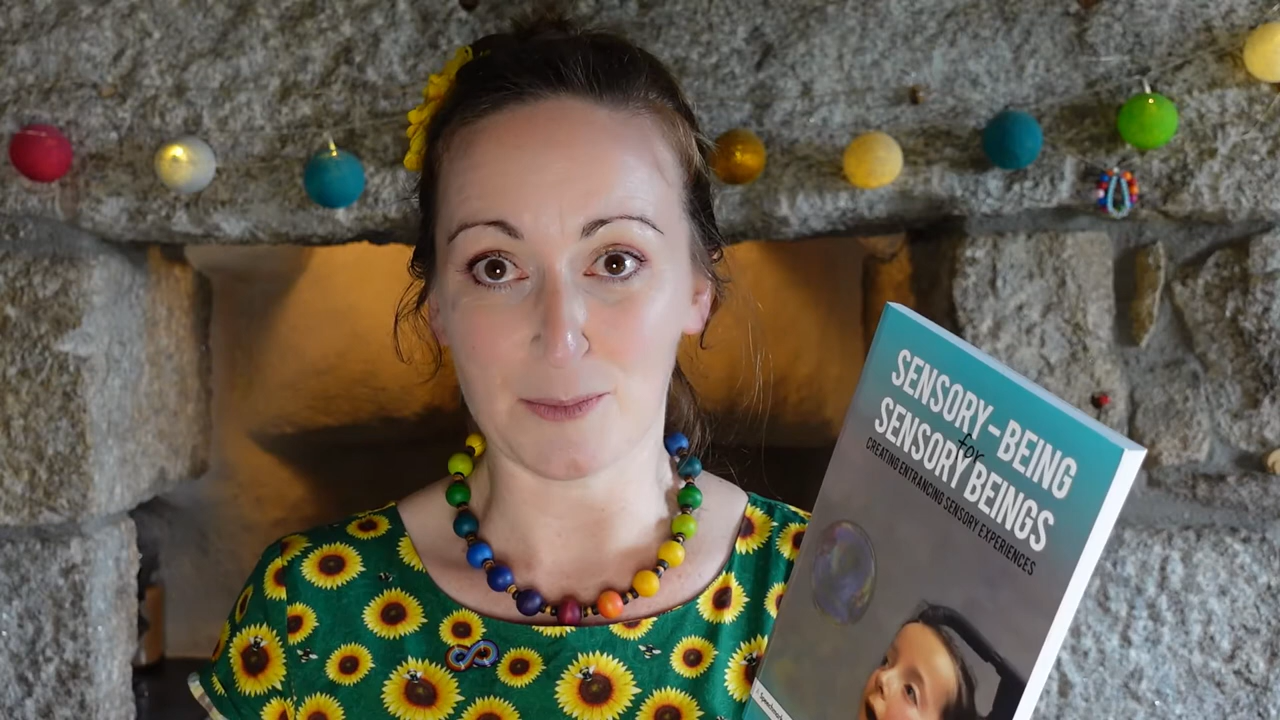 SENSORY-BEING
for
SENSORY BEINGS
CREATING ENTRANCING SENSORY EXPERIENCES